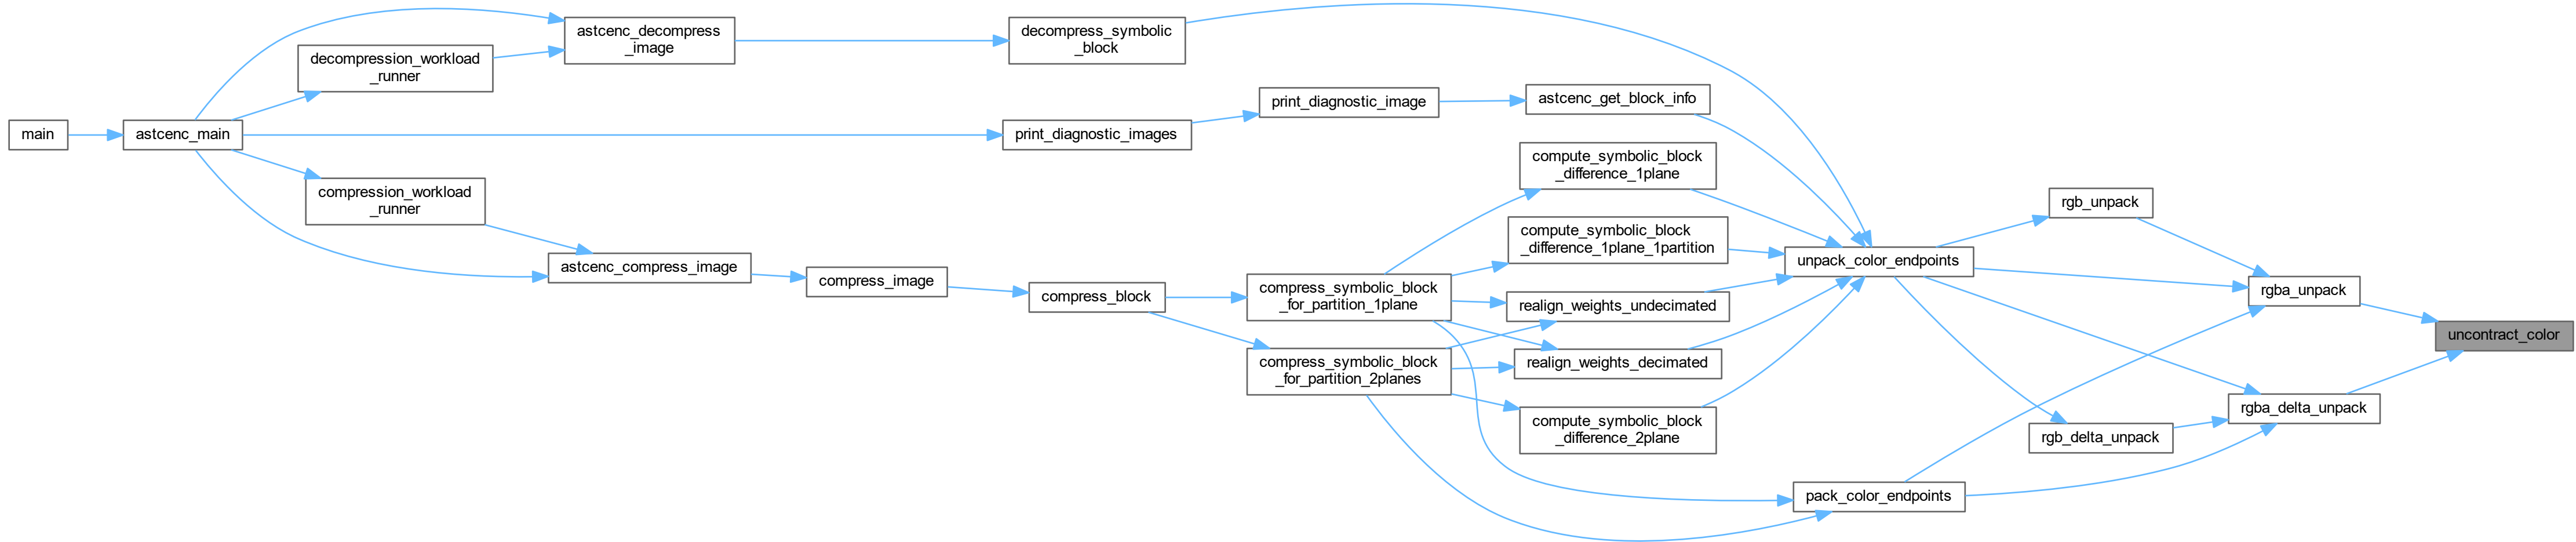 main
astcenc_main
decompression_workload
_runner
astcenc_decompress
_image
decompress_symbolic
_block
print_diagnostic_images
print_diagnostic_image
astcenc_get_block_info
compression_workload
_runner
astcenc_compress_image
compress_image
compress_block
compress_symbolic_block
_for_partition_1plane
compress_symbolic_block
_for_partition_2planes
compute_symbolic_block
_difference_1plane
compute_symbolic_block
_difference_1plane_1partition
realign_weights_undecimated
realign_weights_decimated
compute_symbolic_block
_difference_2plane
unpack_color_endpoints
pack_color_endpoints
rgb_unpack
rgba_unpack
rgb_delta_unpack
rgba_delta_unpack
uncontract_color